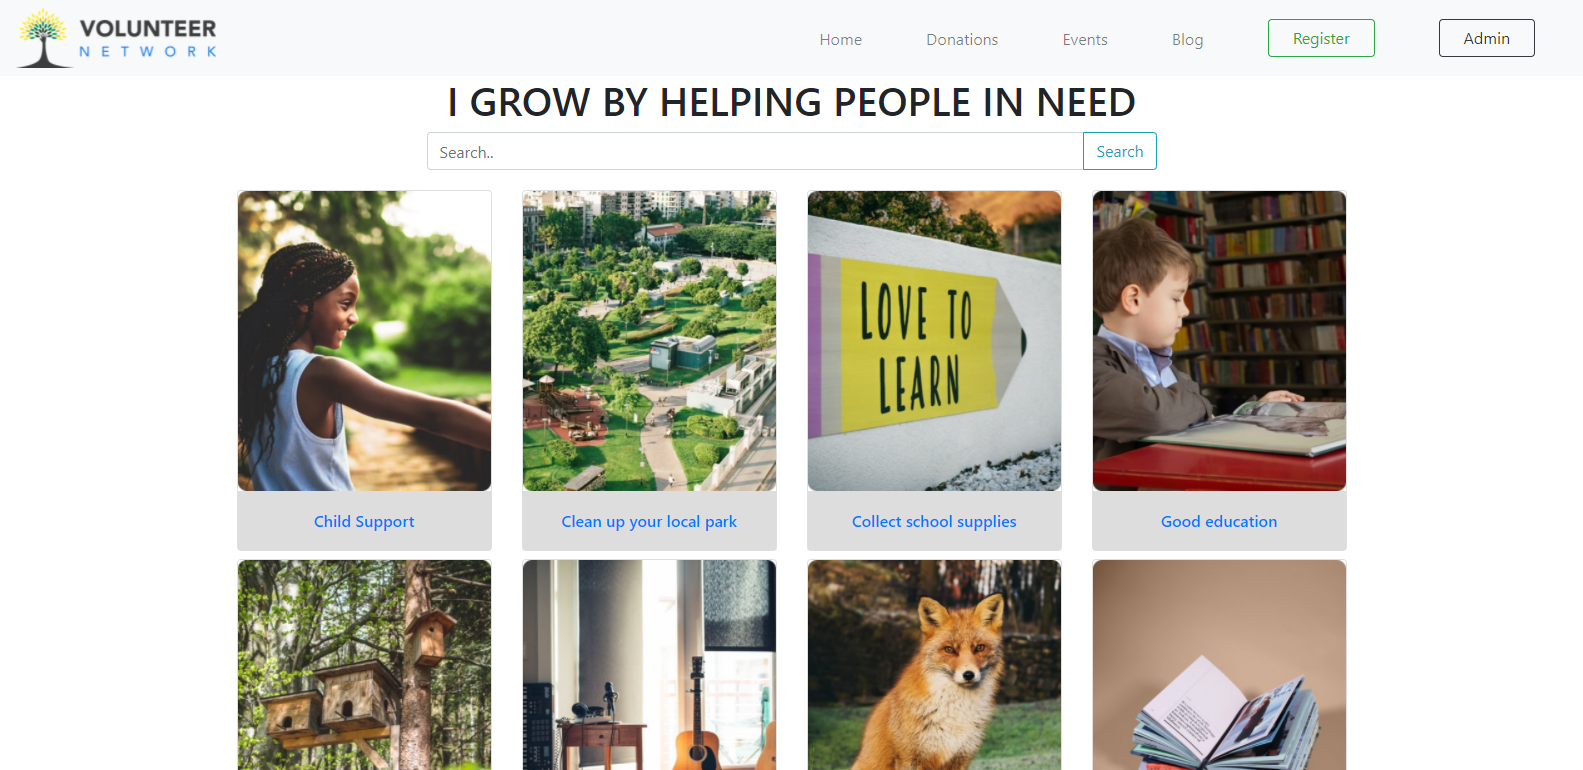 VOLUNTEER
NETWORK
Home
Donations
Events
Blog
Register
Admin
I GROW BY HELPING PEOPLE IN NEED
Search..
Search
LOVE TO
LEARN
Child Support
Clean up your local park
Collect school supplies
Good education